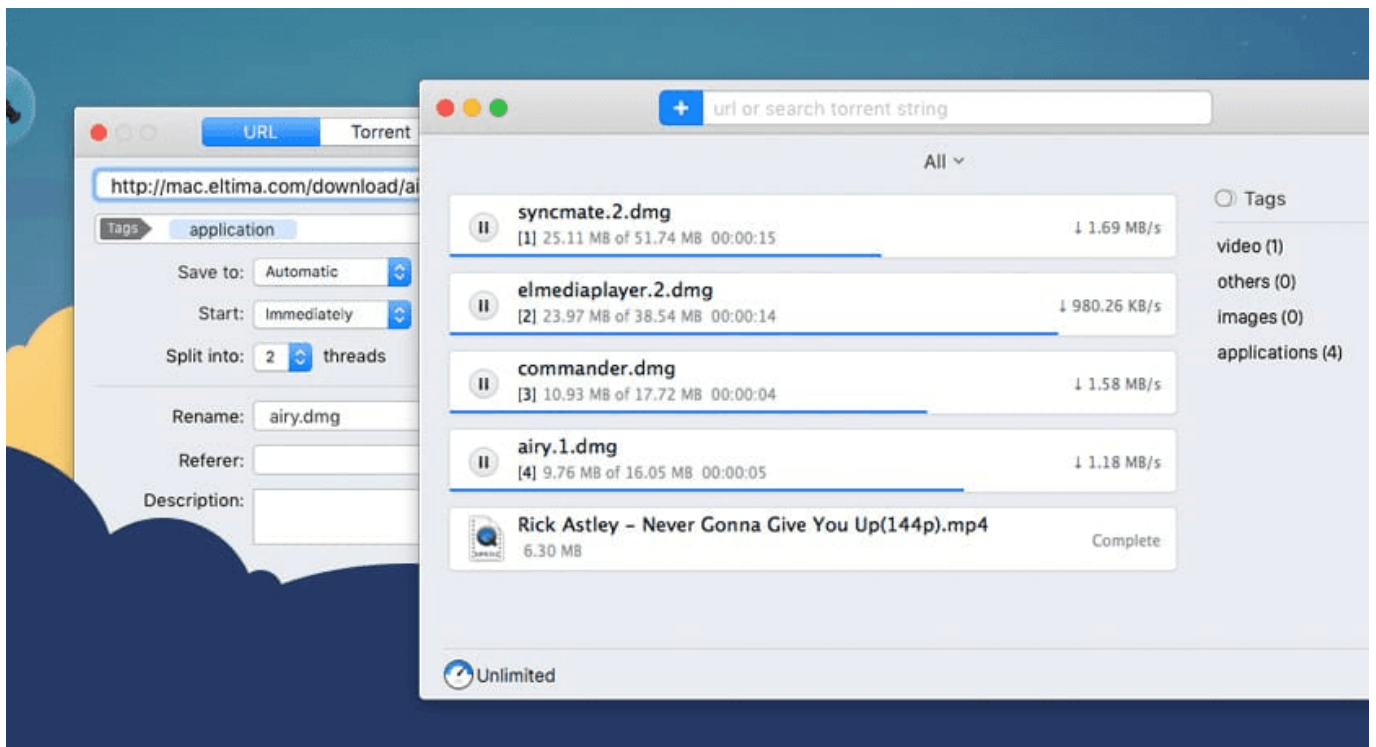 URL Torrent
http://mac.eltima.com/download/ai
Tags application
Save to: Automatic
Start: Immediately
Split into: 2 threads
Rename: airy.dmg
Referer:
Description:
+ url or search torrent string
All
syncmate.2.dmg
[1] 25.11 MB of 51.74 MB 00:00:15
↓ 1.69 MB/s
elmediaplayer.2.dmg
[2] 23.97 MB of 38.54 MB 00:00:14
↓ 980.26 KB/s
commander.dmg
[3] 10.93 MB of 17.72 MB 00:00:04
↓ 1.58 MB/s
airy.1.dmg
[4] 9.76 MB of 16.05 MB 00:00:05
↓ 1.18 MB/s
Rick Astley – Never Gonna Give You Up(144p).mp4
6.30 MB
Complete
Tags
video (1)
others (0)
images (0)
applications (4)
Unlimited